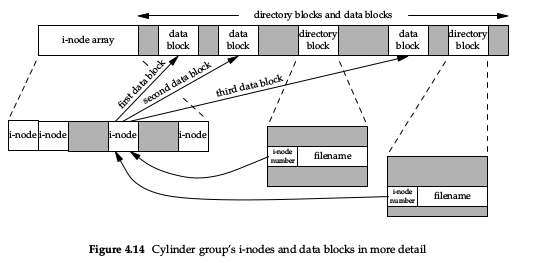 directory blocks and data blocks
i-node array
data
block
data
block
directory
block
data
block
directory
block
first data block
second data block
third data block
i-node
i-node
i-node
i-node
i-node
number
filename
i-node
number
filename
Figure 4.14 Cylinder group's i-nodes and data blocks in more detail